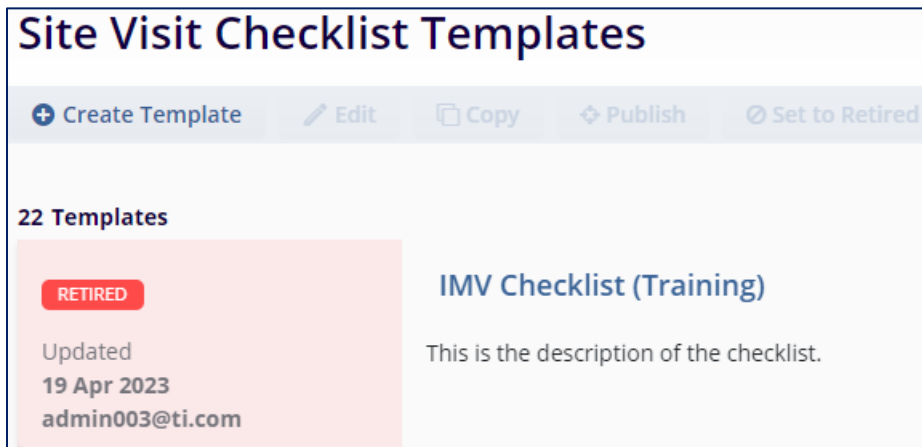 Site Visit Checklist Templates
Create Template Edit Copy Publish Set to Retired
22 Templates
RETIRED
Updated
19 Apr 2023
admin003@ti.com
IMV Checklist (Training)
This is the description of the checklist.